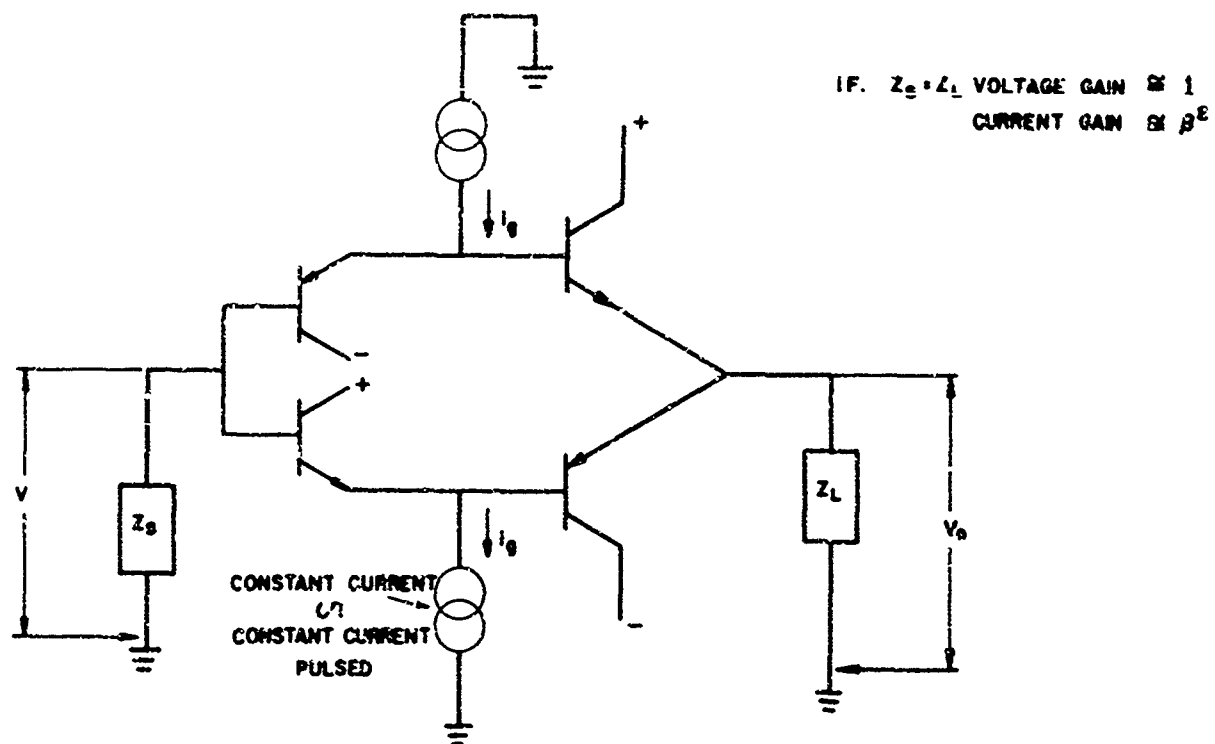 IF. Zs = ZL VOLTAGE GAIN ≅ 1
CURRENT GAIN ≅ β²
+
ig
−
+
V
Zs
ig
CONSTANT CURRENT
OR
CONSTANT CURRENT
PULSED
−
ZL
Vo